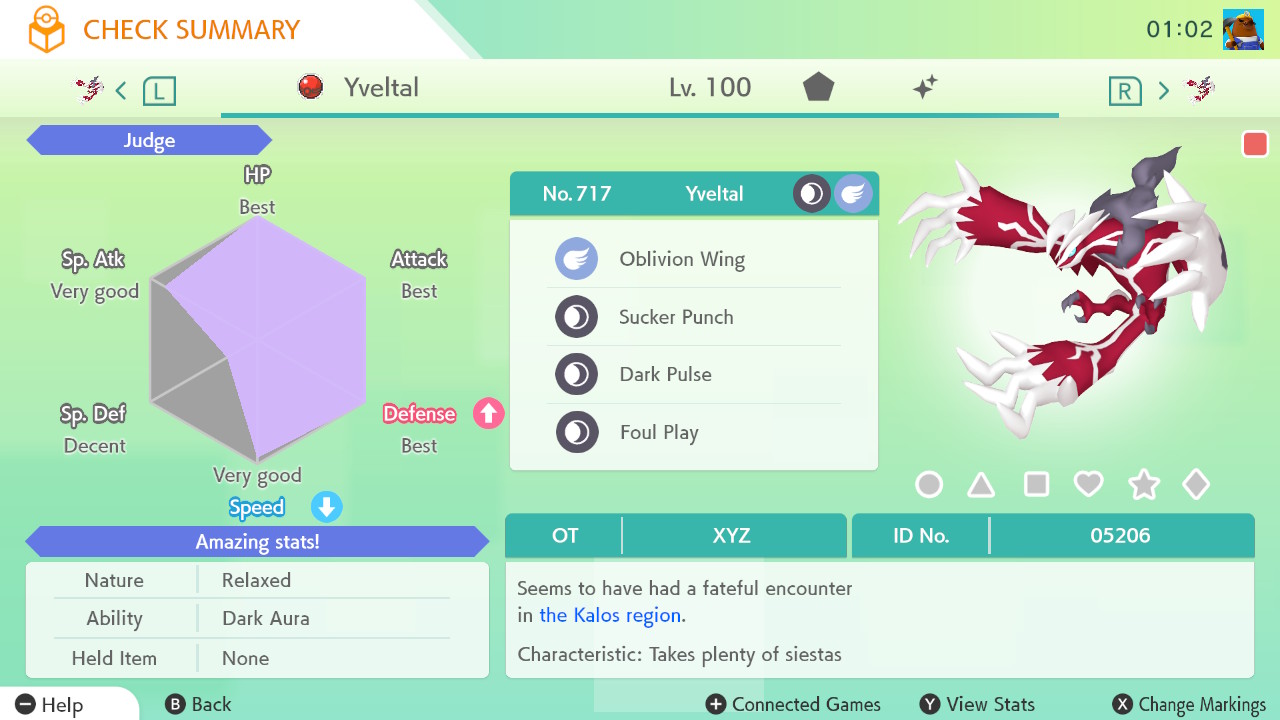 CHECK SUMMARY
01:02
L
Yveltal
Lv. 100
R
Judge
HP
Best
Sp. Atk
Very good
Attack
Best
Sp. Def
Decent
Defense
Best
Very good
Speed
Amazing stats!
Nature Relaxed
Ability Dark Aura
Held Item None
No. 717 Yveltal
Oblivion Wing
Sucker Punch
Dark Pulse
Foul Play
OT XYZ ID No. 05206
Seems to have had a fateful encounter
in the Kalos region.
Characteristic: Takes plenty of siestas
Help
B Back
Connected Games
Y View Stats
X Change Markings